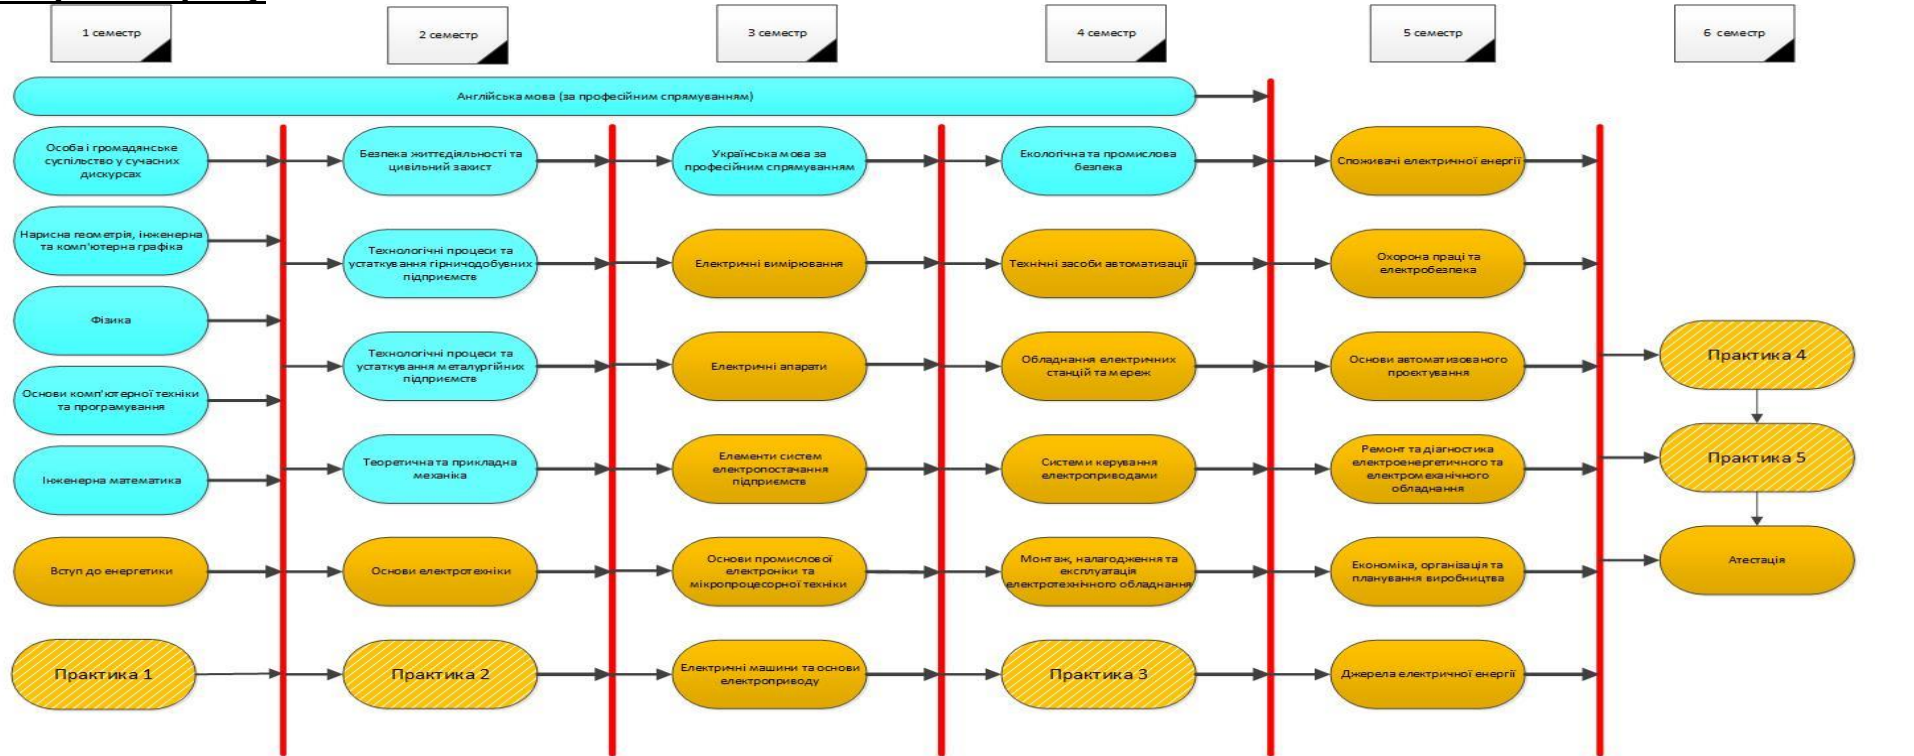 1 семестр
2 семестр
3 семестр
4 семестр
5 семестр
6 семестр
Англійська мова (за професійним спрямуванням)
Особа і громадянське
суспільство у сучасних
дискурсах
Нарисна геометрія, інженерна
та комп'ютерна графіка
Фізика
Основи комп'ютерної техніки
та програмування
Інженерна математика
Вступ до енергетики
Практика 1
Безпека життєдіяльності та
цивільний захист
Технологічні процеси та
устаткування гірничодобувних
підприємств
Технологічні процеси та
устаткування металургійних
підприємств
Теоретична та прикладна
механіка
Основи електротехніки
Практика 2
Українська мова за
професійним спрямуванням
Електричні вимірювання
Електричні апарати
Елементи систем
електропостачання
підприємств
Основи промислової
електроніки та
мікропроцесорної техніки
Електричні машини та основи
електроприводу
Екологічна та промислова
безпека
Технічні засоби автоматизації
Обладнання електричних
станцій та мереж
Системи керування
електроприводами
Монтаж, налагодження та
експлуатація
електротехнічного обладнання
Практика 3
Споживачі електричної енергії
Охорона праці та
електробезпека
Основи автоматизованого
проєктування
Ремонт та діагностика
електроенергетичного та
електромеханічного
обладнання
Економіка, організація та
планування виробництва
Джерела електричної енергії
Практика 4
Практика 5
Атестація